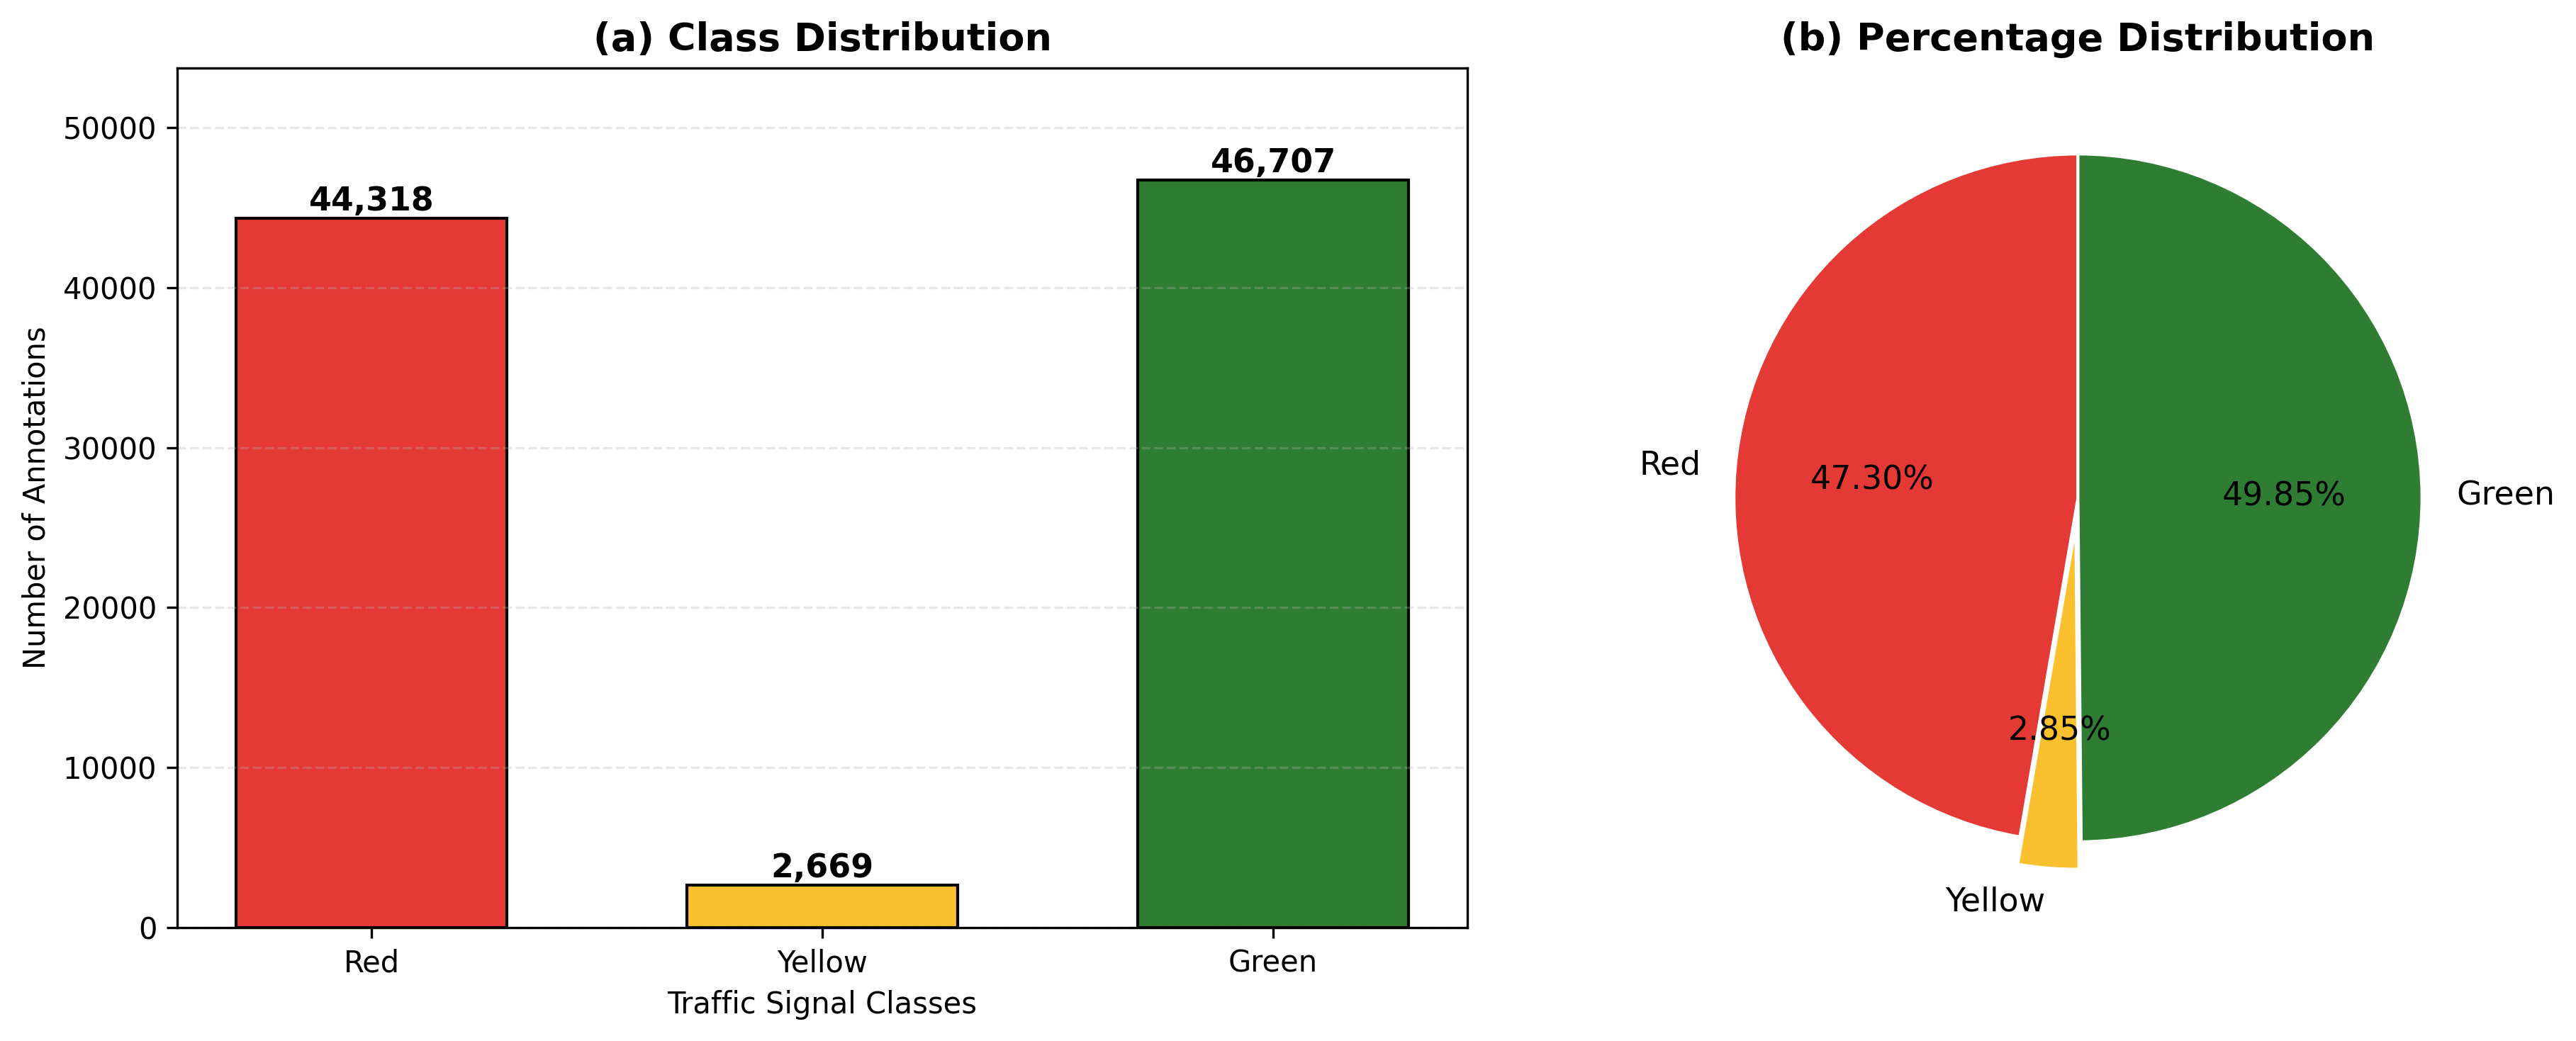 (a) Class Distribution
Number of Annotations
50000
40000
30000
20000
10000
0
44,318
2,669
46,707
Red
Yellow
Green
Traffic Signal Classes
(b) Percentage Distribution
Red
47.30%
49.85%
Green
2.85%
Yellow